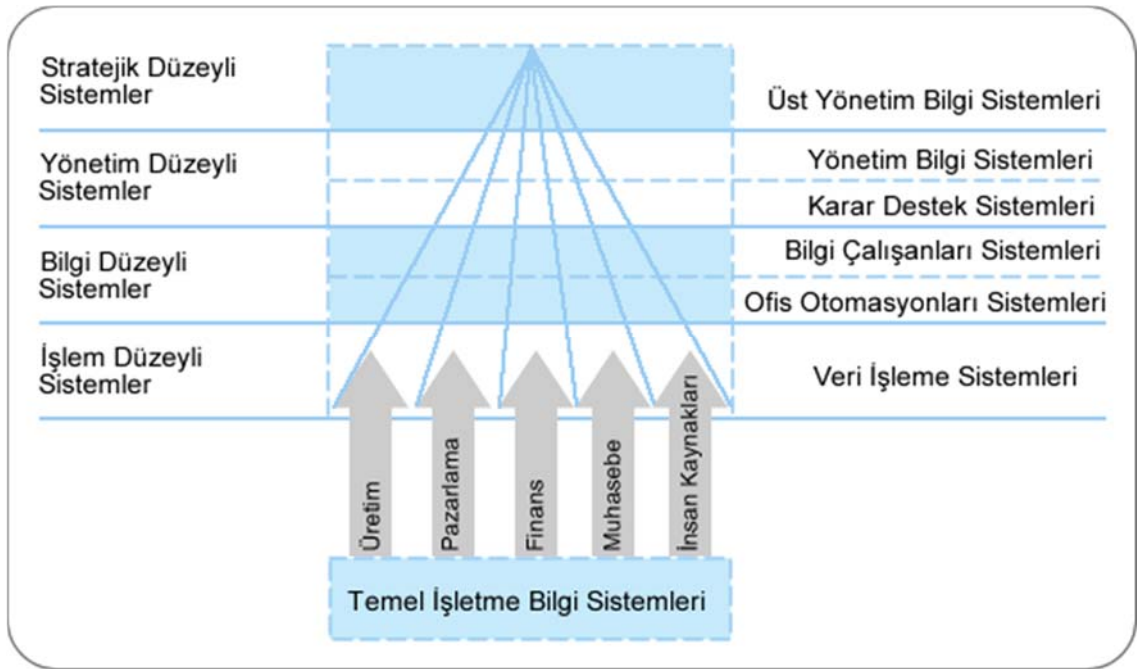 Stratejik Düzeyli
Sistemler
Üst Yönetim Bilgi Sistemleri
Yönetim Düzeyli
Sistemler
Yönetim Bilgi Sistemleri
Karar Destek Sistemleri
Bilgi Düzeyli
Sistemler
Bilgi Çalışanları Sistemleri
Ofis Otomasyonları Sistemleri
İşlem Düzeyli
Sistemler
Veri İşleme Sistemleri
Üretim
Pazarlama
Finans
Muhasebe
İnsan Kaynakları
Temel İşletme Bilgi Sistemleri